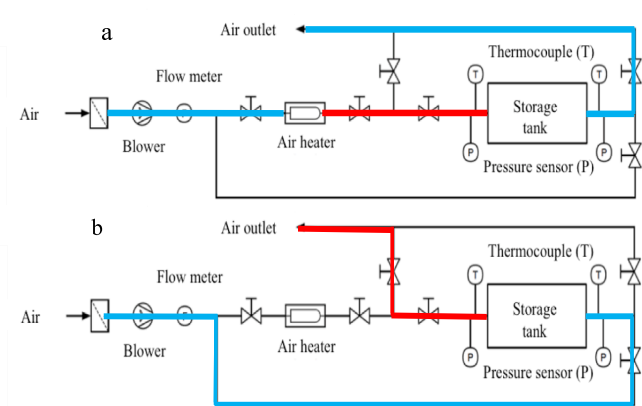 a
Air outlet
Thermocouple (T)
Flow meter
T
T
Air
F
Storage
tank
Blower
Air heater
P
P
Pressure sensor (P)
b
Air outlet
Thermocouple (T)
Flow meter
T
T
Air
F
Storage
tank
Blower
Air heater
P
P
Pressure sensor (P)